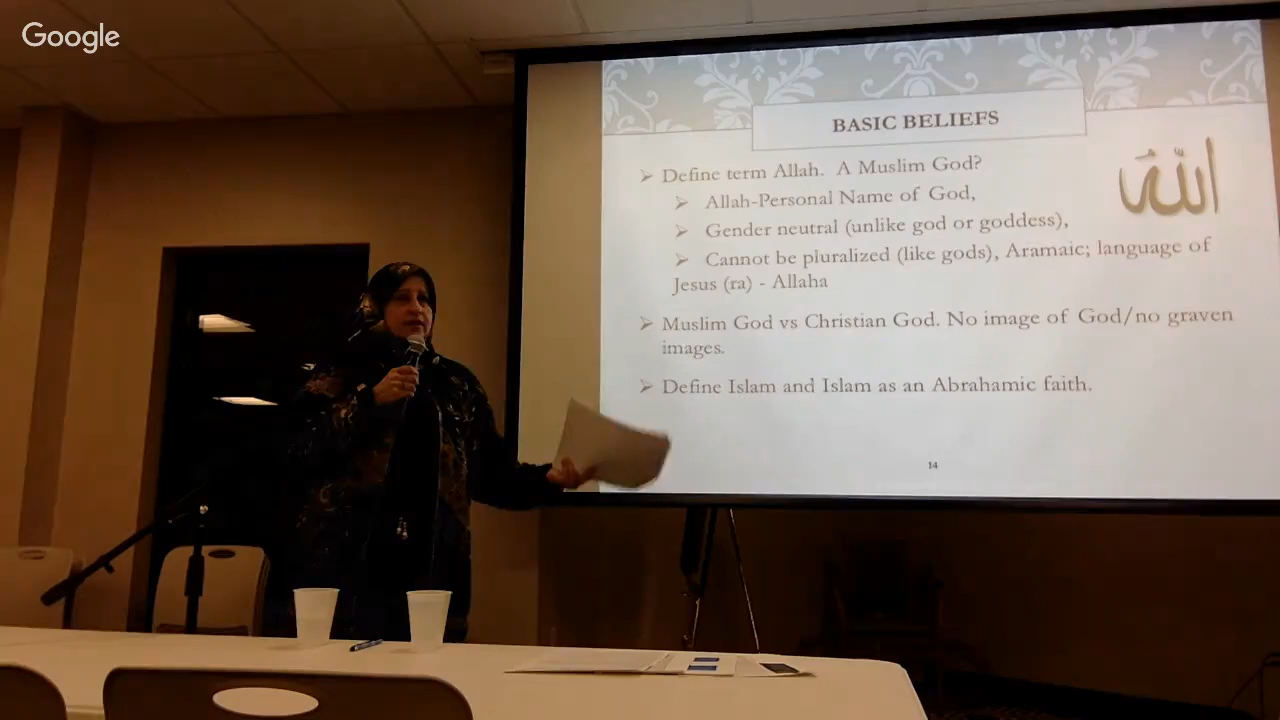 Google
BASIC BELIEFS
الله
➢ Define term Allah. A Muslim God?
➢ Allah-Personal Name of God,
➢ Gender neutral (unlike god or goddess),
➢ Cannot be pluralized (like gods), Aramaic; language of
Jesus (ra) - Allaha
➢ Muslim God vs Christian God. No image of God/no graven
images.
➢ Define Islam and Islam as an Abrahamic faith.
14